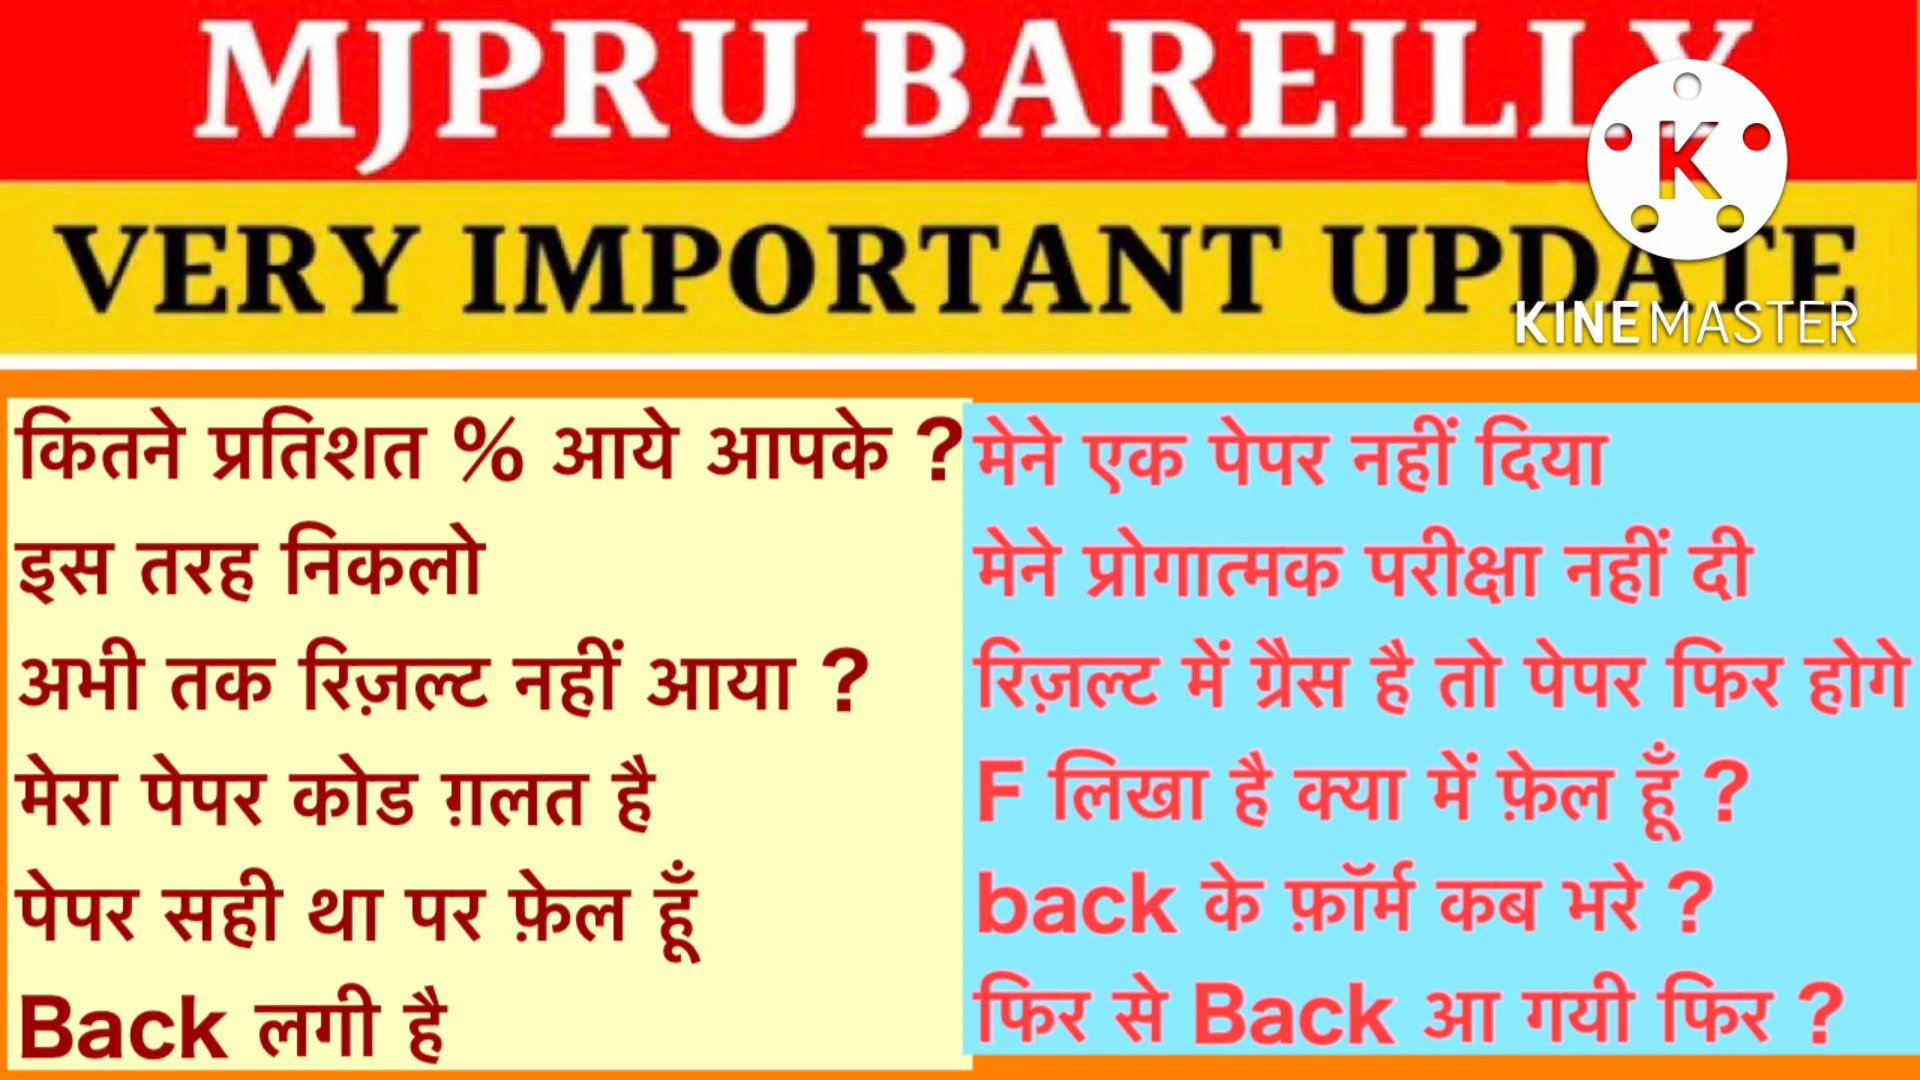 MJPRU BAREILLY
VERY IMPORTANT UPDATE
K
KINEMASTER
कितने प्रतिशत % आये आपके ?
इस तरह निकलो
अभी तक रिज़ल्ट नहीं आया ?
मेरा पेपर कोड ग़लत है
पेपर सही था पर फ़ेल हूँ
Back लगी है
मेने एक पेपर नहीं दिया
मेने प्रोगात्मक परीक्षा नहीं दी
रिज़ल्ट में ग्रैस है तो पेपर फिर होगे
F लिखा है क्या में फ़ेल हूँ ?
back के फ़ॉर्म कब भरे ?
फिर से Back आ गयी फिर ?